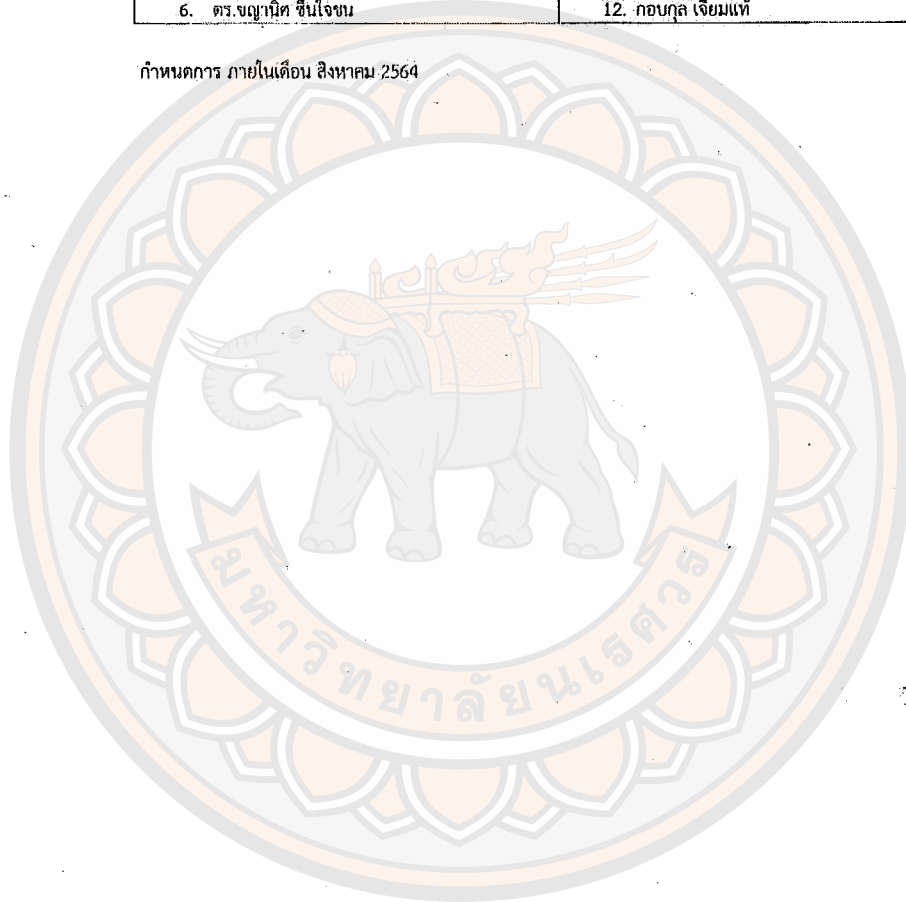 6. ดร.ชญานิศ ชื่นใจชน
12. กอบกุล เจียมแท้
กำหนดการ ภายในเดือน สิงหาคม 2564
มหาวิทยาลัยนเรศวร